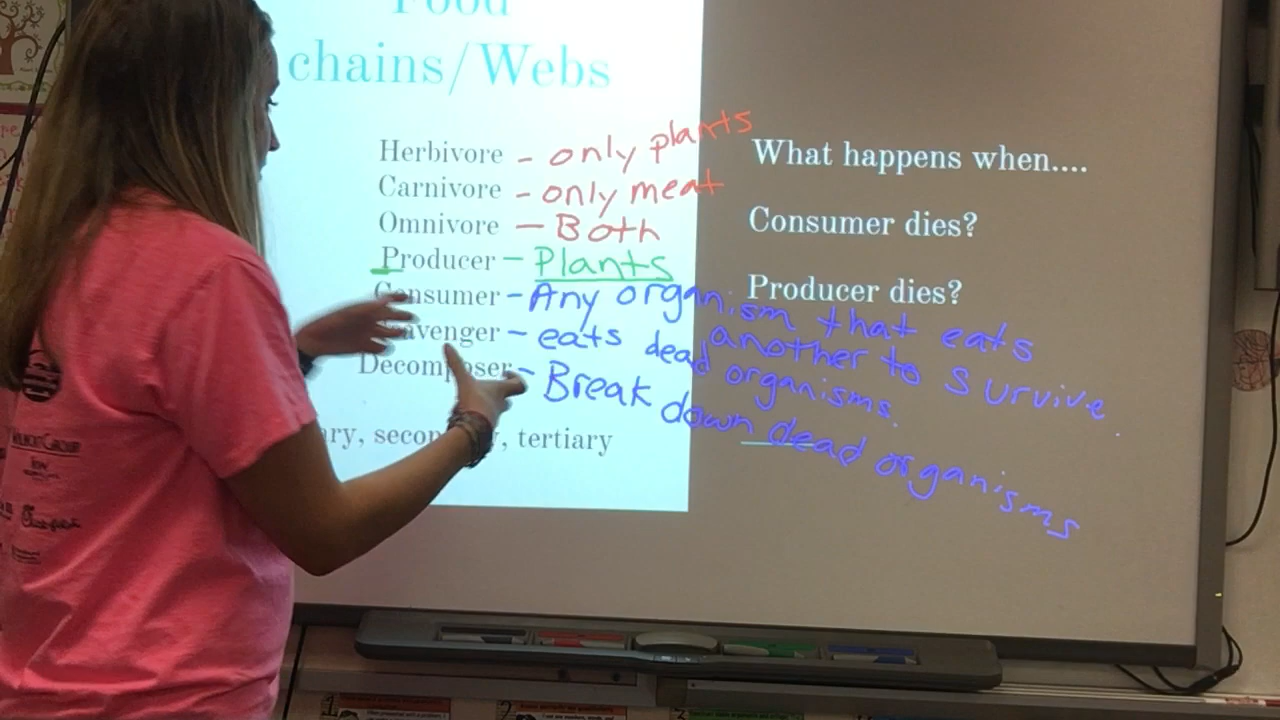 Food
chains/Webs
Herbivore - only plants
Carnivore - only meat
Omnivore - Both
Producer - Plants
Consumer - Any organism that eats
another to survive.
Scavenger - eats dead organisms.
Decomposer - Break down dead organisms
tertiary
What happens when....
Consumer dies?
Producer dies?